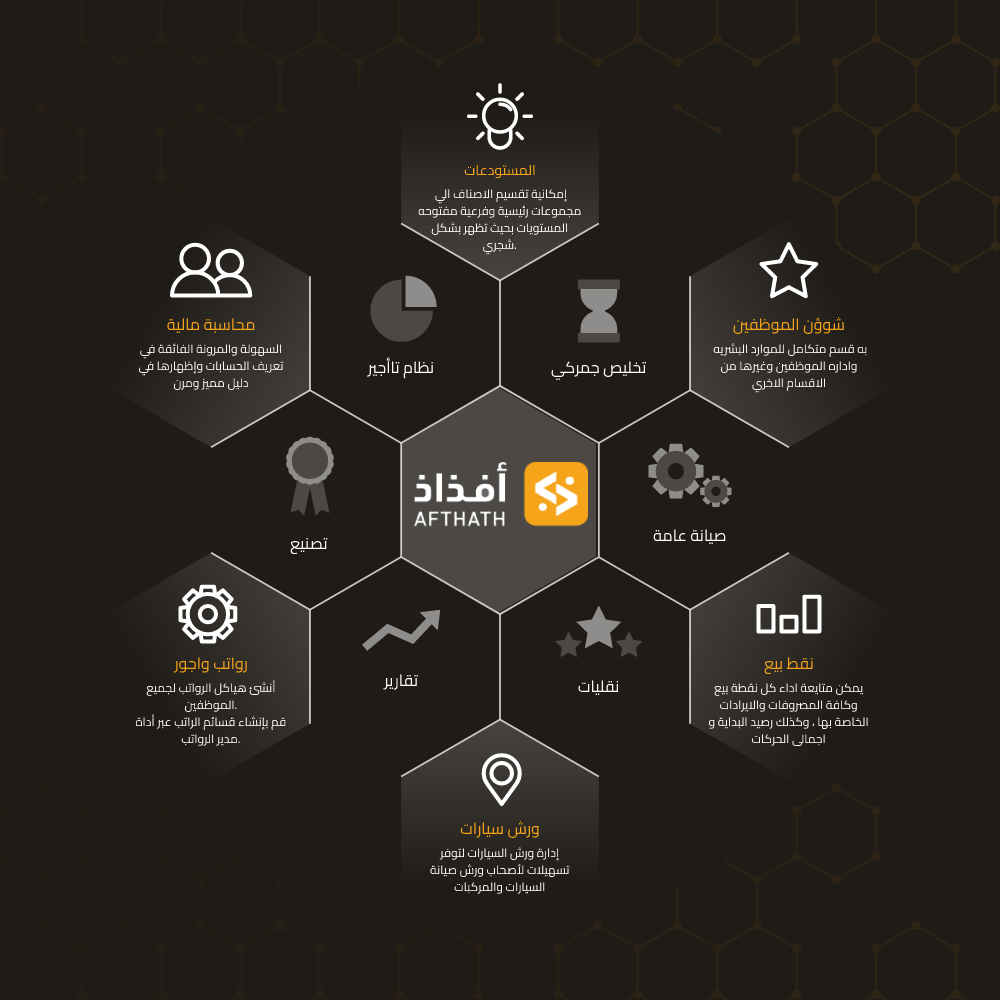 المستودعات
إمكانية تقسيم الاصناف الي
مجموعات رئيسية وفرعية مفتوحه
المستويات بحيث تظهر بشكل
شجري.
شوؤن الموظفين
به قسم متكامل للموارد البشريه
واداره الموظفين وغيرها من
الاقسام الاخري
محاسبة مالية
السهولة والمرونة الفائقة في
تعريف الحسابات وإظهارها في
دليل مميز ومرن
تخليص جمركي
نظام تاأجير
صيانة عامة
أفذاذ
AFTHATH
تصنيع
نقط بيع
يمكن متابعة اداء كل نقطة بيع
وكافة المصروفات والايرادات
الخاصة بها ، وكذلك رصيد البداية و
اجمالى الحركات
نقليات
تقارير
رواتب واجور
أنشئ هياكل الرواتب لجميع
الموظفين.
قم بإنشاء قسائم الراتب عبر أداة
مدير الرواتب.
ورش سيارات
إدارة ورش السيارات لتوفر
تسهيلات لأصحاب ورش صيانة
السيارات والمركبات